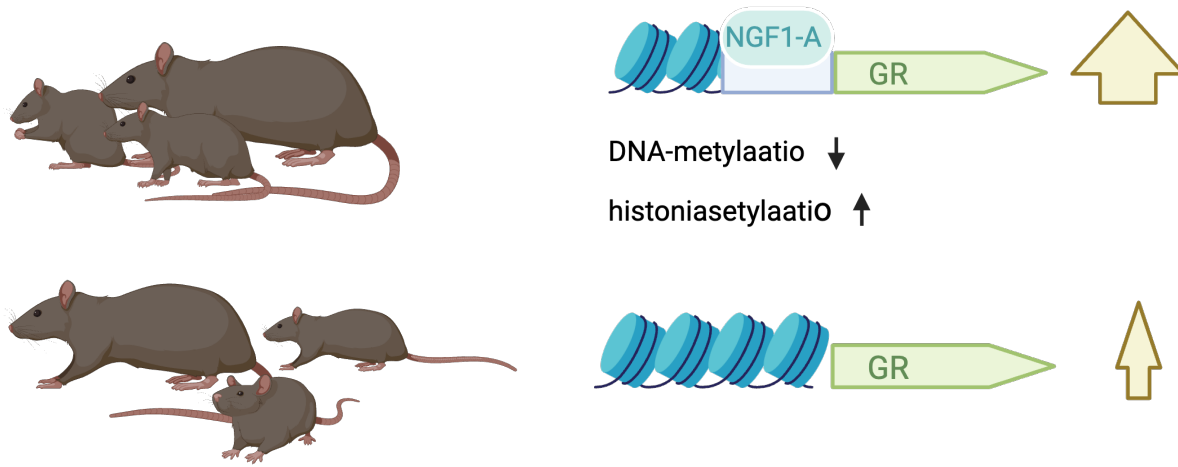 NGF1-A
GR
DNA-metylaatio
histoniasetylaatio
GR